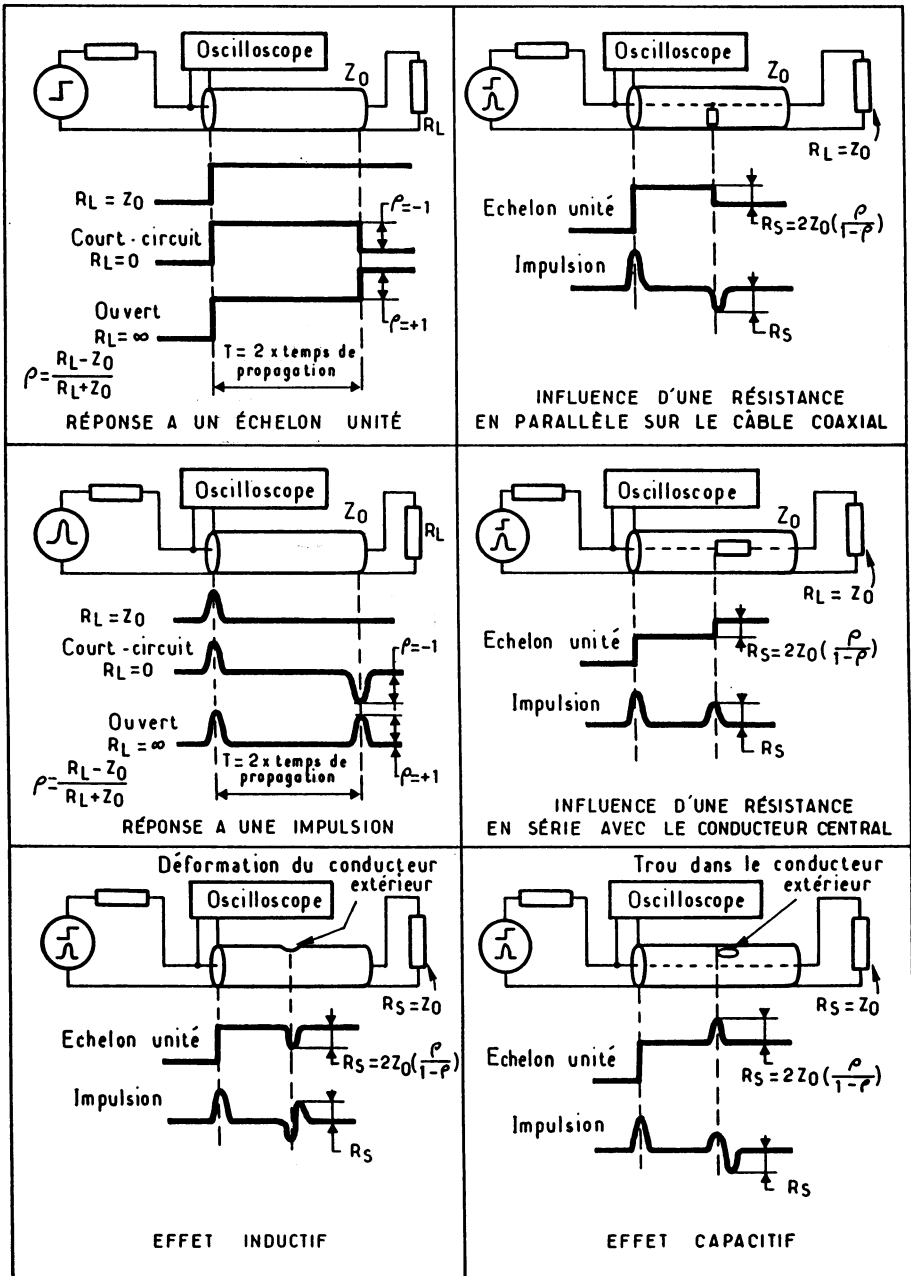 Oscilloscope
Z0
RL
RL = Z0
Court-circuit
RL=0
ρ=-1
Ouvert
RL=∞
ρ=+1
T= 2 x temps de
propagation
ρ= RL-Z0 / RL+Z0
RÉPONSE A UN ÉCHELON UNITÉ
Oscilloscope
Z0
RL=Z0
Echelon unité
RS=2Z0(ρ/1-ρ)
Impulsion
RS
INFLUENCE D'UNE RÉSISTANCE
EN PARALLÈLE SUR LE CÂBLE COAXIAL
Oscilloscope
Z0
RL
RL=Z0
Court-circuit
RL=0
ρ=-1
Ouvert
RL=∞
T=2x temps de
propagation
ρ=+1
ρ= RL-Z0 / RL+Z0
RÉPONSE A UNE IMPULSION
Oscilloscope
Z0
RL = Z0
Echelon unité
RS=2Z0(ρ/1-ρ)
Impulsion
RS
INFLUENCE D'UNE RÉSISTANCE
EN SÉRIE AVEC LE CONDUCTEUR CENTRAL
Déformation du conducteur
extérieur
Oscilloscope
RS=Z0
Echelon unité
RS=2Z0(ρ/1-ρ)
Impulsion
RS
EFFET INDUCTIF
Trou dans le conducteur
extérieur
Oscilloscope
RS=Z0
Echelon unité
RS=2Z0(ρ/1-ρ)
Impulsion
RS
EFFET CAPACITIF